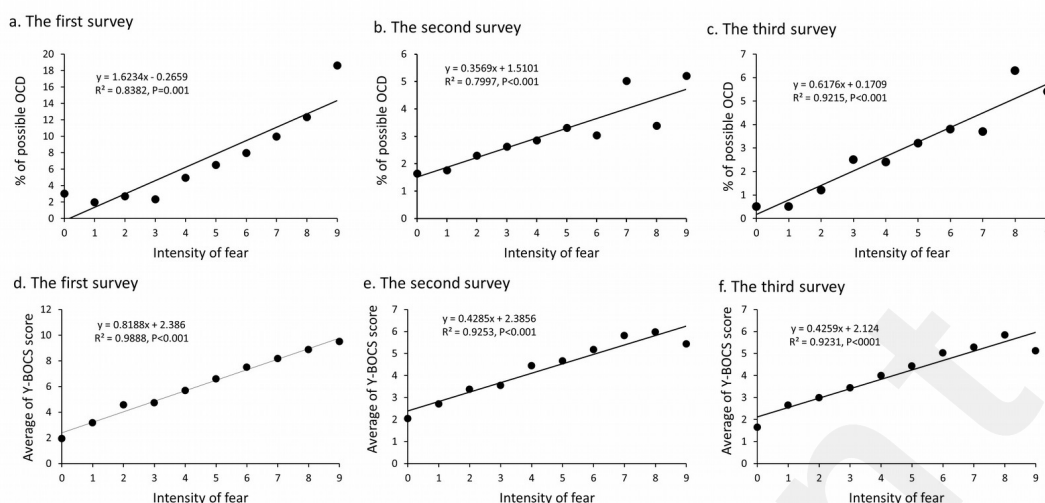 a. The first survey
% of possible OCD
20
18
16
14
12
10
8
6
4
2
0
y = 1.6234x - 0.2659
R² = 0.8382, P=0.001
0 1 2 3 4 5 6 7 8 9
Intensity of fear
b. The second survey
% of possible OCD
6
5
4
3
2
1
0
y = 0.3569x + 1.5101
R² = 0.7997, P<0.001
0 1 2 3 4 5 6 7 8 9
Intensity of fear
c. The third survey
% of possible OCD
7
6
5
4
3
2
1
0
y = 0.6176x + 0.1709
R² = 0.9215, P<0.001
0 1 2 3 4 5 6 7 8
Intensity of fear
d. The first survey
Average of Y-BOCS score
12
10
8
6
4
2
0
y = 0.8188x + 2.386
R² = 0.9888, P<0.001
0 1 2 3 4 5 6 7 8 9
Intensity of fear
e. The second survey
Average of Y-BOCS score
7
6
5
4
3
2
1
0
y = 0.4285x + 2.3856
R² = 0.9253, P<0.001
0 1 2 3 4 5 6 7 8 9
Intensity of fear
f. The third survey
Average of Y-BOCS score
7
6
5
4
3
2
1
0
y = 0.4259x + 2.124
R² = 0.9231, P<0001
0 1 2 3 4 5 6 7 8 9
Intensity of fear